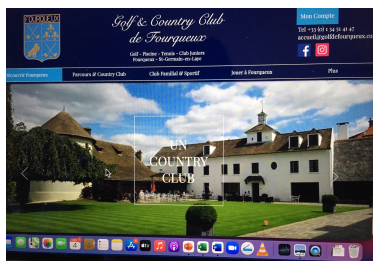 Golf & Country Club
de Fourqueux
Golf - Piscine - Tennis - Club Juniors
Fourqueux - St-Germain-en-Laye
Mon Compte
Tel +33 (0) 1 34 51 41 47
accueil@golfdefourqueux.co
Découvrir Fourqueux
Parcours & Country Club
Club Familial & Sportif
Jouer à Fourqueux
Plus
UN
COUNTRY
CLUB